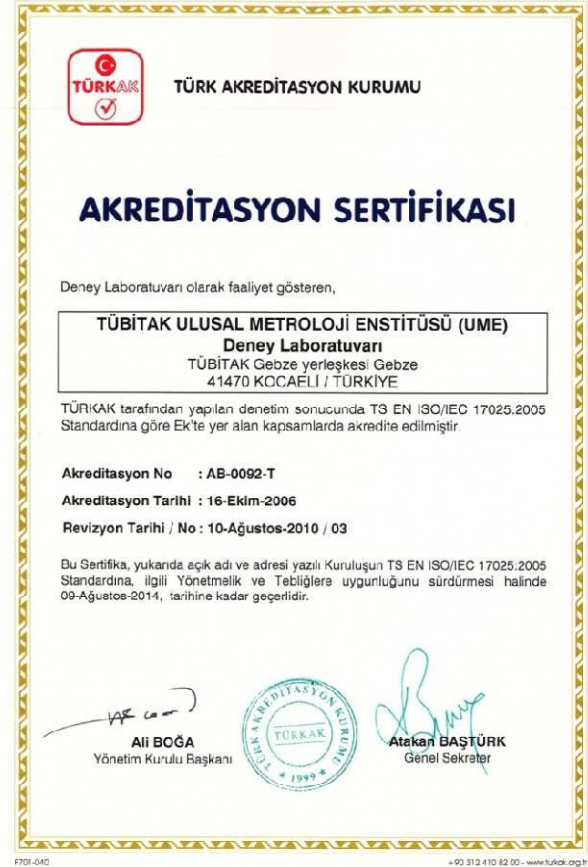 TÜRKAK
TÜRK AKREDİTASYON KURUMU
AKREDİTASYON SERTİFİKASI
Deney Laboratuvarı olarak faaliyet gösteren,
TÜBİTAK ULUSAL METROLOJİ ENSTİTÜSÜ (UME)
Deney Laboratuvarı
TÜBİTAK Gebze yerleşkesi Gebze
41470 KOCAELİ / TÜRKİYE
TÜRKAK tarafından yapılan denetim sonucunda TS EN ISO/IEC 17025:2005
Standardına göre Ek'te yer alan kapsamlarda akredite edilmiştir.
Akreditasyon No : AB-0092-T
Akreditasyon Tarihi : 16-Ekim-2006
Revizyon Tarihi / No : 10-Ağustos-2010 / 03
Bu Sertifika, yukarıda açık adı ve adresi yazılı Kuruluşun TS EN ISO/IEC 17025:2005
Standardına, ilgili Yönetmelik ve Tebliğlere uygunluğunu sürdürmesi halinde
09-Ağustos-2014, tarihine kadar geçerlidir.
TÜRK AKREDİTASYON KURUMU
TÜRKAK
* 1999 *
Ali BOĞA
Yönetim Kurulu Başkanı
Atakan BAŞTÜRK
Genel Sekreter
F701-040
+90 312 410 82 00 - www.turkak.org.tr